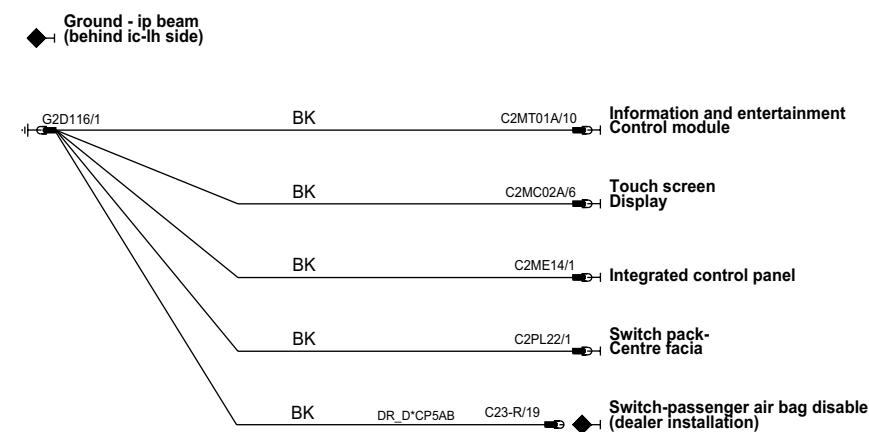 Ground - ip beam
(behind ic-lh side)
G2D116/1
BK
C2MT01A/10
Information and entertainment
Control module
BK
C2MC02A/6
Touch screen
Display
BK
C2ME14/1
Integrated control panel
BK
C2PL22/1
Switch pack-
Centre facia
BK
DR_D*CP5AB
C23-R/19
Switch-passenger air bag disable
(dealer installation)